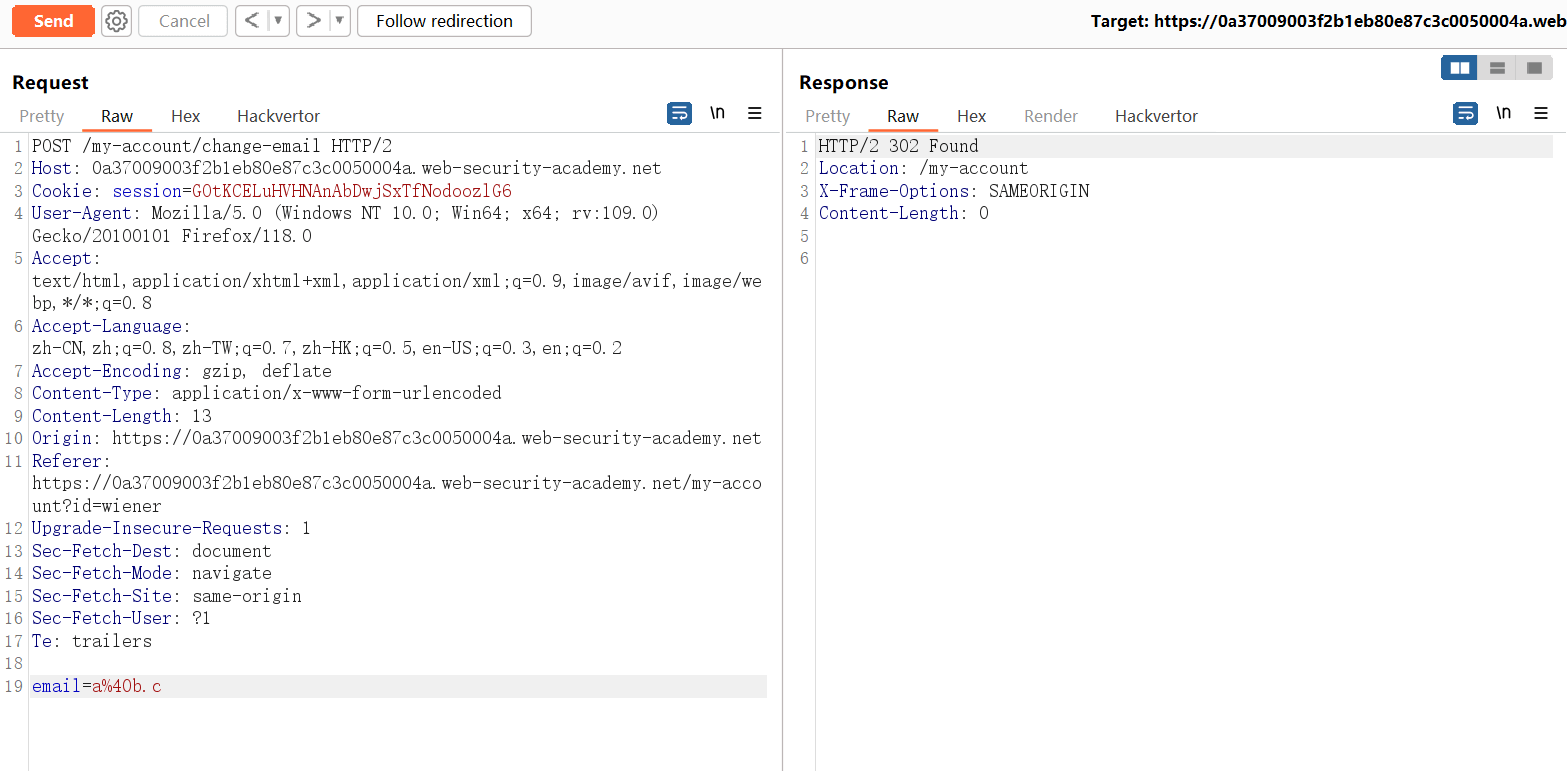 Send
Cancel
<
>
Follow redirection
Target: https://0a37009003f2b1eb80e87c3c0050004a.web
Request
Pretty Raw Hex Hackvertor
\n
1 POST /my-account/change-email HTTP/2
2 Host: 0a37009003f2b1eb80e87c3c0050004a.web-security-academy.net
3 Cookie: session=GOtKCELuHVHNAnAbDwjSxTfNodoozlG6
4 User-Agent: Mozilla/5.0 (Windows NT 10.0; Win64; x64; rv:109.0)
Gecko/20100101 Firefox/118.0
5 Accept:
text/html,application/xhtml+xml,application/xml;q=0.9,image/avif,image/we
bp,*/*;q=0.8
6 Accept-Language:
zh-CN,zh;q=0.8,zh-TW;q=0.7,zh-HK;q=0.5,en-US;q=0.3,en;q=0.2
7 Accept-Encoding: gzip, deflate
8 Content-Type: application/x-www-form-urlencoded
9 Content-Length: 13
10 Origin: https://0a37009003f2b1eb80e87c3c0050004a.web-security-academy.net
11 Referer:
https://0a37009003f2b1eb80e87c3c0050004a.web-security-academy.net/my-acco
unt?id=wiener
12 Upgrade-Insecure-Requests: 1
13 Sec-Fetch-Dest: document
14 Sec-Fetch-Mode: navigate
15 Sec-Fetch-Site: same-origin
16 Sec-Fetch-User: ?1
17 Te: trailers
18
19 email=a%40b.c
Response
Pretty Raw Hex Render Hackvertor
\n
1 HTTP/2 302 Found
2 Location: /my-account
3 X-Frame-Options: SAMEORIGIN
4 Content-Length: 0
5
6